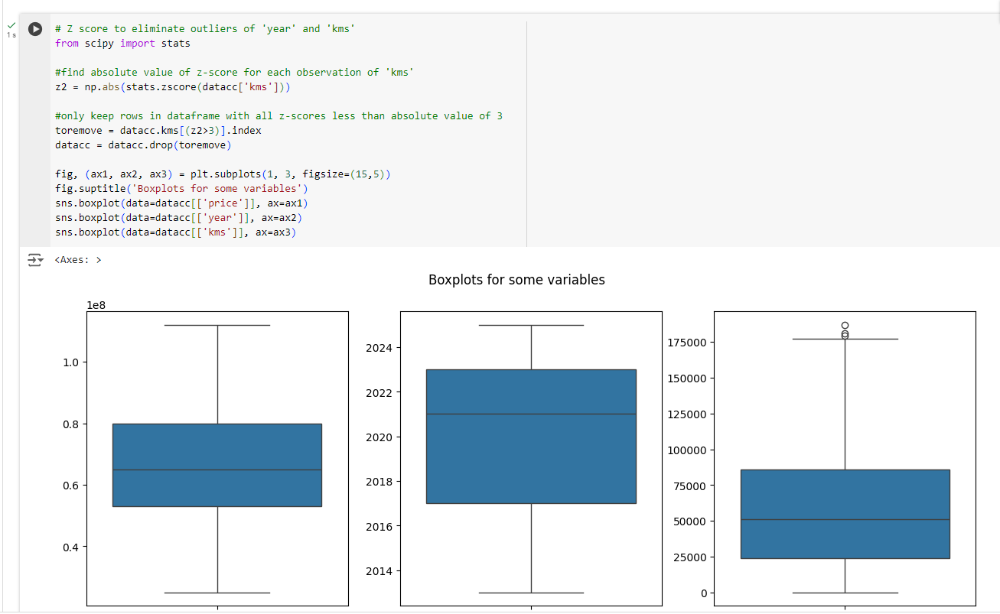 # Z score to eliminate outliers of 'year' and 'kms'
from scipy import stats
1 s
#find absolute value of z-score for each observation of 'kms'
z2 = np.abs(stats.zscore(datacc['kms']))
#only keep rows in dataframe with all z-scores less than absolute value of 3
toremove = datacc.kms[(z2>3)].index
datacc = datacc.drop(toremove)
fig, (ax1, ax2, ax3) = plt.subplots(1, 3, figsize=(15,5))
fig.suptitle('Boxplots for some variables')
sns.boxplot(data=datacc[['price']], ax=ax1)
sns.boxplot(data=datacc[['year']], ax=ax2)
sns.boxplot(data=datacc[['kms']], ax=ax3)
<Axes: >
Boxplots for some variables
1e8
1.0
0.8
0.6
0.4
2024
2022
2020
2018
2016
2014
175000
150000
125000
100000
75000
50000
25000
0